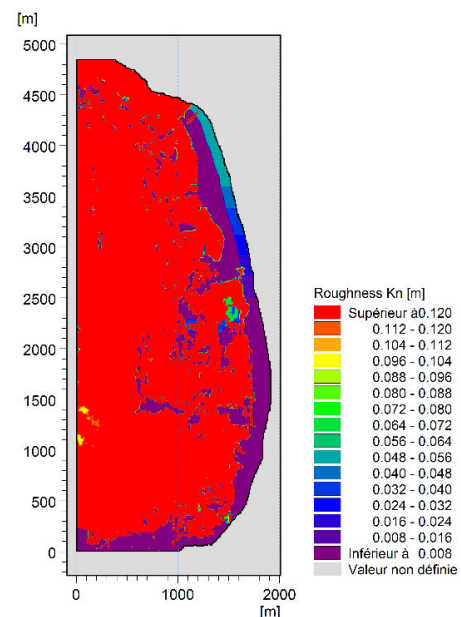 [m]
5000
4500
4000
3500
3000
2500
2000
1500
1000
500
0
0 1000 2000
[m]
Roughness Kn [m]
Supérieur à0.120
0.112 - 0.120
0.104 - 0.112
0.096 - 0.104
0.088 - 0.096
0.080 - 0.088
0.072 - 0.080
0.064 - 0.072
0.056 - 0.064
0.048 - 0.056
0.040 - 0.048
0.032 - 0.040
0.024 - 0.032
0.016 - 0.024
0.008 - 0.016
Inférieur à 0.008
Valeur non définie